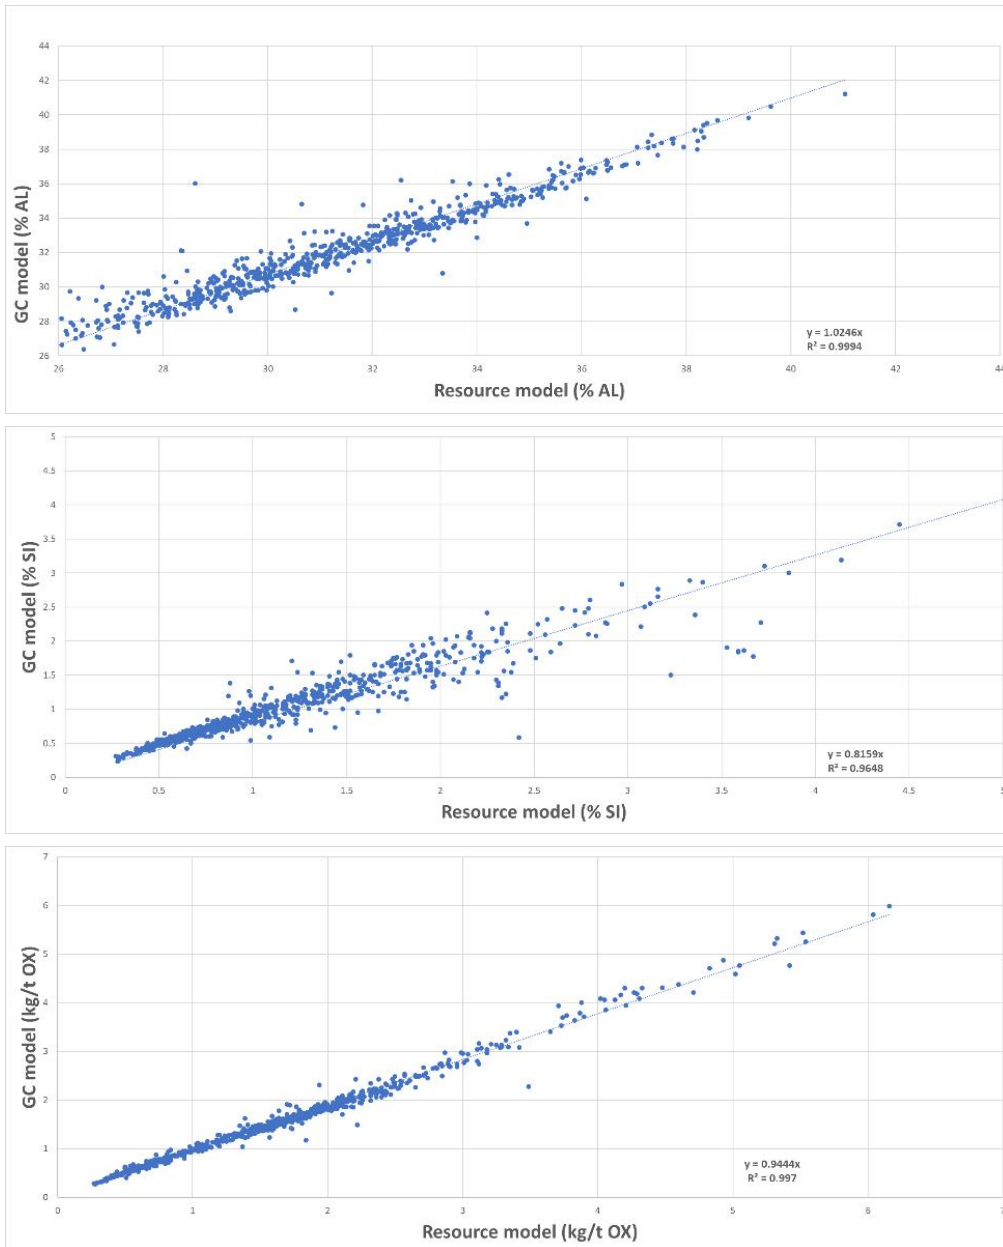 44
42
40
38
36
34
32
30
28
26
GC model (% AL)
y = 1.0246x
R² = 0.9994
26 28 30 32 34 36 38 40 42 44
Resource model (% AL)
5
4.5
4
3.5
3
2.5
2
1.5
1
0.5
0
GC model (% SI)
y = 0.8159x
R² = 0.9648
0 0.5 1 1.5 2 2.5 3 3.5 4 4.5 5
Resource model (% SI)
7
6
5
4
3
2
1
0
GC model (kg/t OX)
y = 0.9444x
R² = 0.997
0 1 2 3 4 5 6 7
Resource model (kg/t OX)